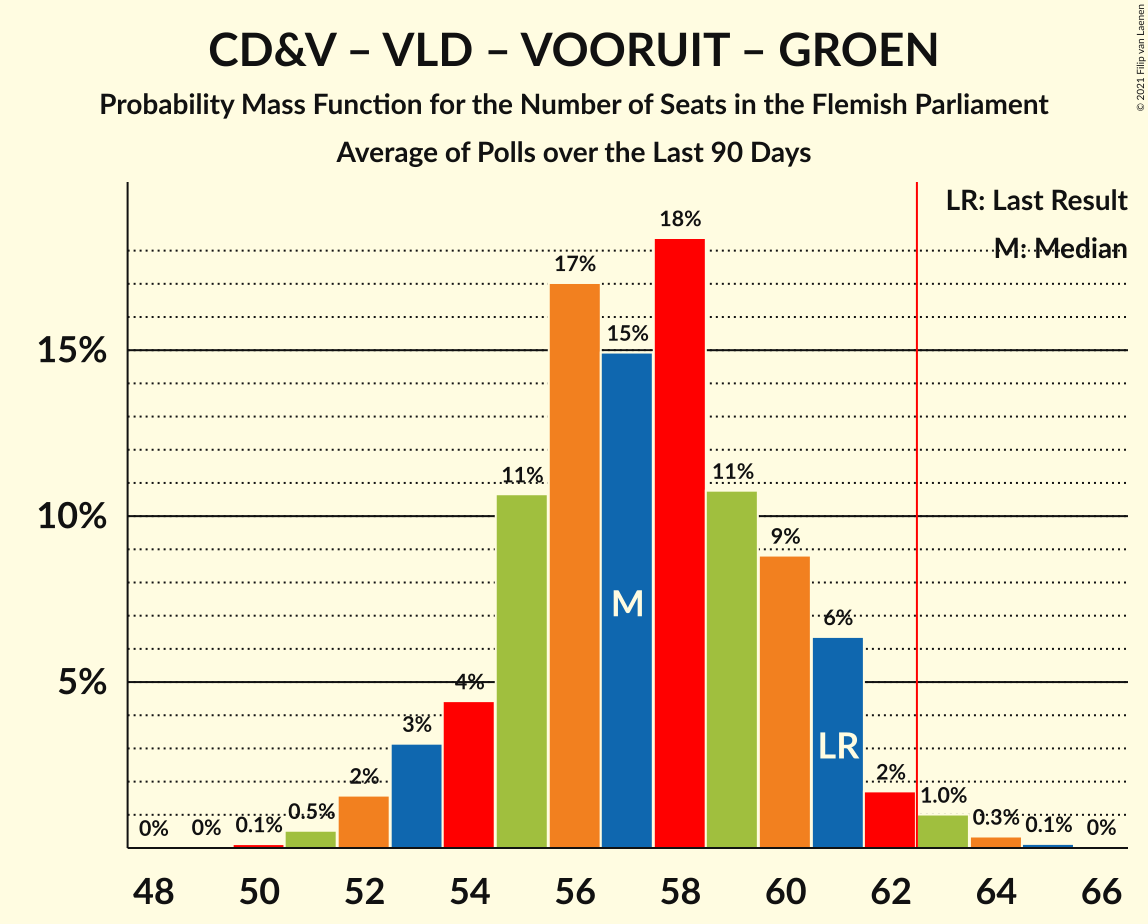 CD&V – VLD – VOORUIT – GROEN
Probability Mass Function for the Number of Seats in the Flemish Parliament
Average of Polls over the Last 90 Days
© 2021 Filip van Laenen
LR: Last Result
M: Median
15%
10%
5%
0%
0%
0.1%
0.5%
2%
3%
4%
11%
17%
15%
18%
11%
9%
6%
2%
1.0%
0.3%
0.1%
0%
M
LR
48 50 52 54 56 58 60 62 64 66